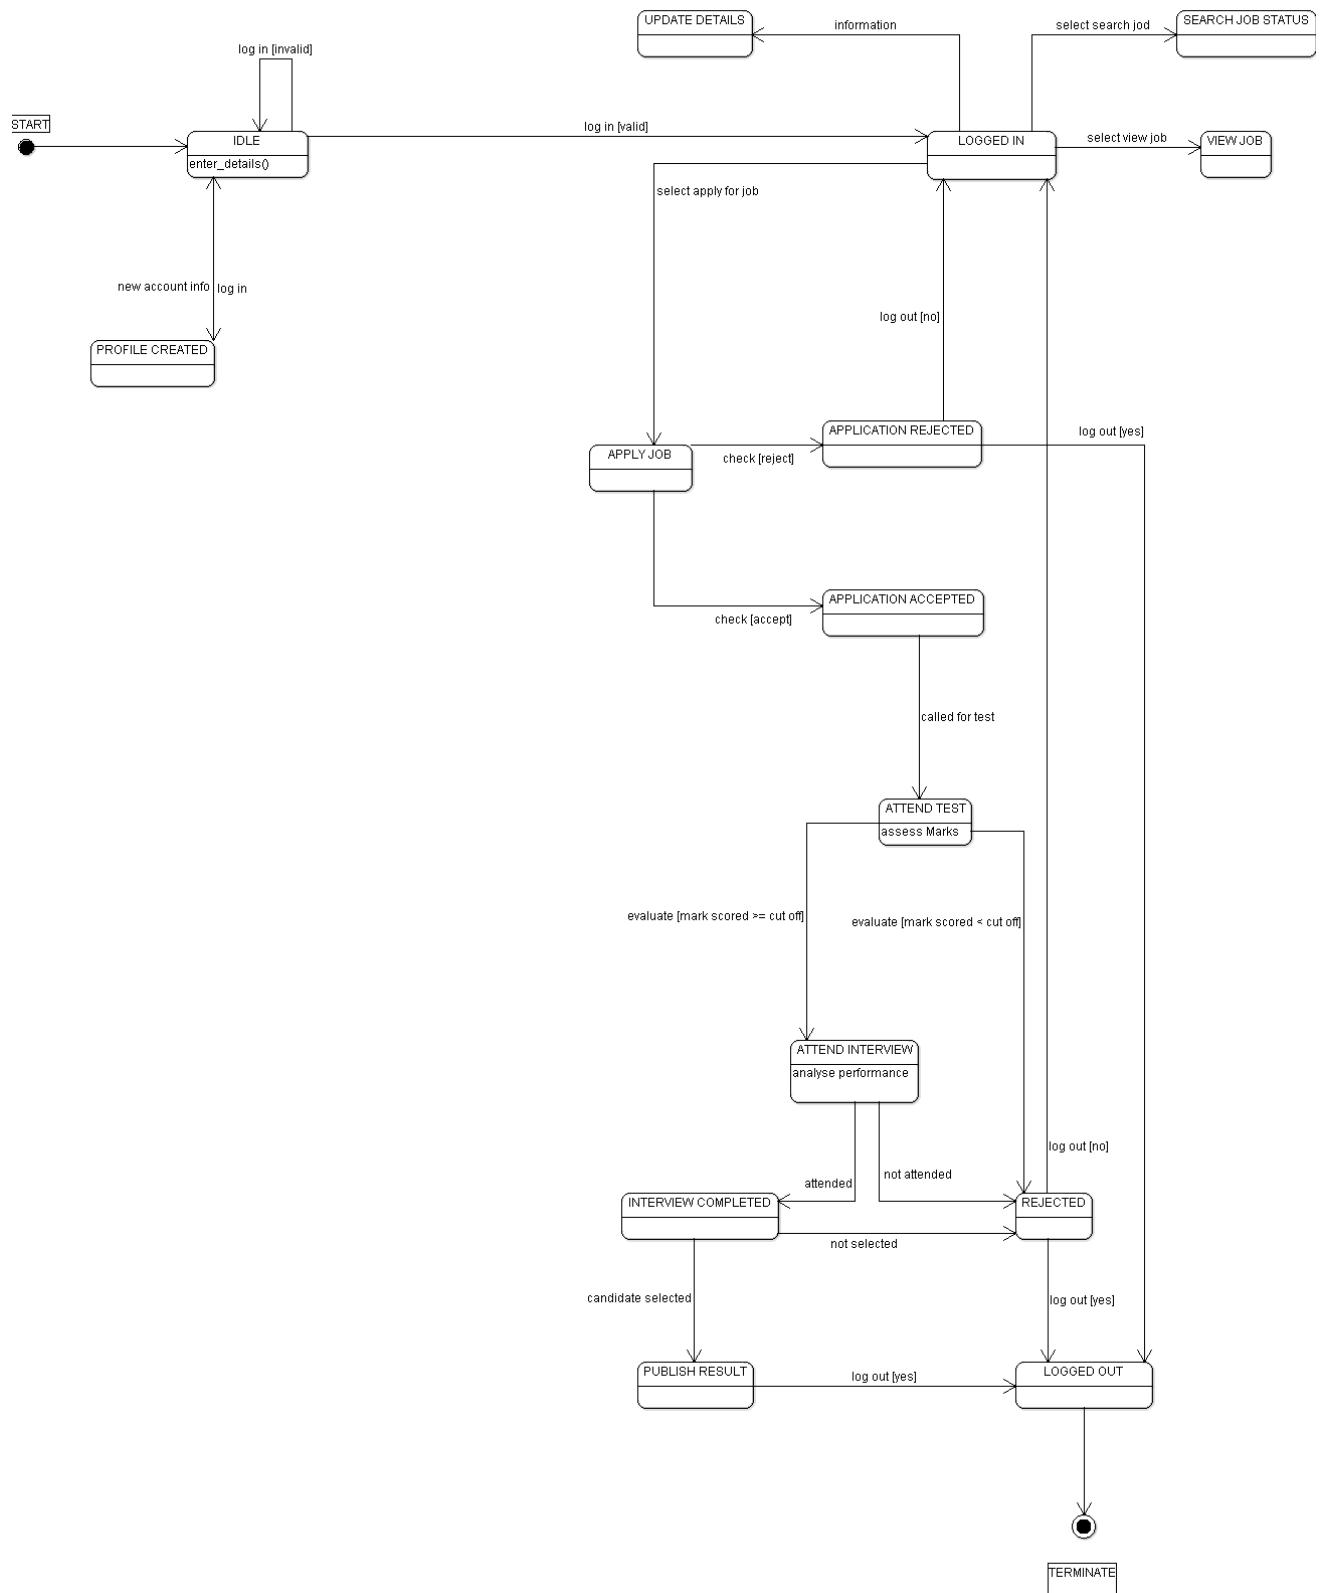 UPDATE DETAILS
information
select search jod
SEARCH JOB STATUS
log in [invalid]
START
IDLE
enter_details()
log in [valid]
LOGGED IN
select view job
VIEW JOB
select apply for job
new account info
log in
log out [no]
PROFILE CREATED
APPLICATION REJECTED
log out [yes]
APPLY JOB
check [reject]
APPLICATION ACCEPTED
check [accept]
called for test
ATTEND TEST
assess Marks
evaluate [mark scored >= cut off]
evaluate [mark scored < cut off]
ATTEND INTERVIEW
analyse performance
log out [no]
attended
not attended
INTERVIEW COMPLETED
REJECTED
not selected
candidate selected
log out [yes]
PUBLISH RESULT
log out [yes]
LOGGED OUT
TERMINATE